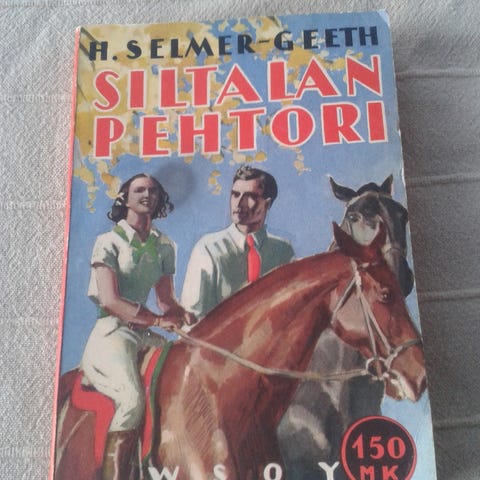 H. SELMER-GEETH
SILTALAN
PEHTORI
WSOY
150
MK